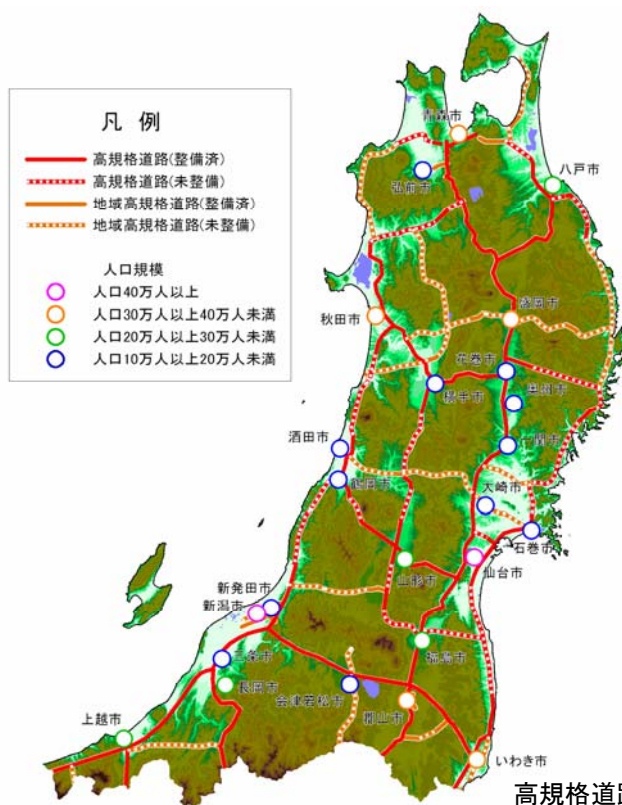 凡 例
高規格道路(整備済)
高規格道路(未整備)
地域高規格道路(整備済)
地域高規格道路(未整備)
人口規模
人口40万人以上
人口30万人以上40万人未満
人口20万人以上30万人未満
人口10万人以上20万人未満
青森市
弘前市
八戸市
秋田市
盛岡市
花巻市
横手市
奥州市
一関市
酒田市
鶴岡市
大崎市
石巻市
仙台市
山形市
新発田市
新潟市
三条市
長岡市
福島市
会津若松市
郡山市
上越市
いわき市
高規格道路